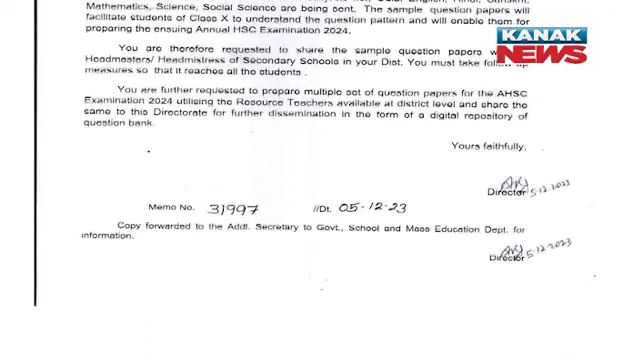 Mathematics, Science, Social Science are being sent. The sample question papers will
facilitate students of Class X to understand the question pattern and will enable them for
preparing the ensuing Annual HSC Examination 2024.
You are therefore requested to share the sample question papers
Headmasters/ Headmistress of Secondary Schools in your Dist. You must take follow up
measures so that it reaches all the students .
You are further requested to prepare multiple set of question papers for the AHSC
Examination 2024 utilising the Resource Teachers available at district level and share the
same to this Directorate for further dissemination in the form of a digital repository of
question bank.
Yours faithfully,
Director 5-12-2023
Memo No. 31997 //Dt. 05-12-23
Copy forwarded to the Addl. Secretary to Govt., School and Mass Education Dept. for
information.
Director 5-12-2023
KANAK
NEWS